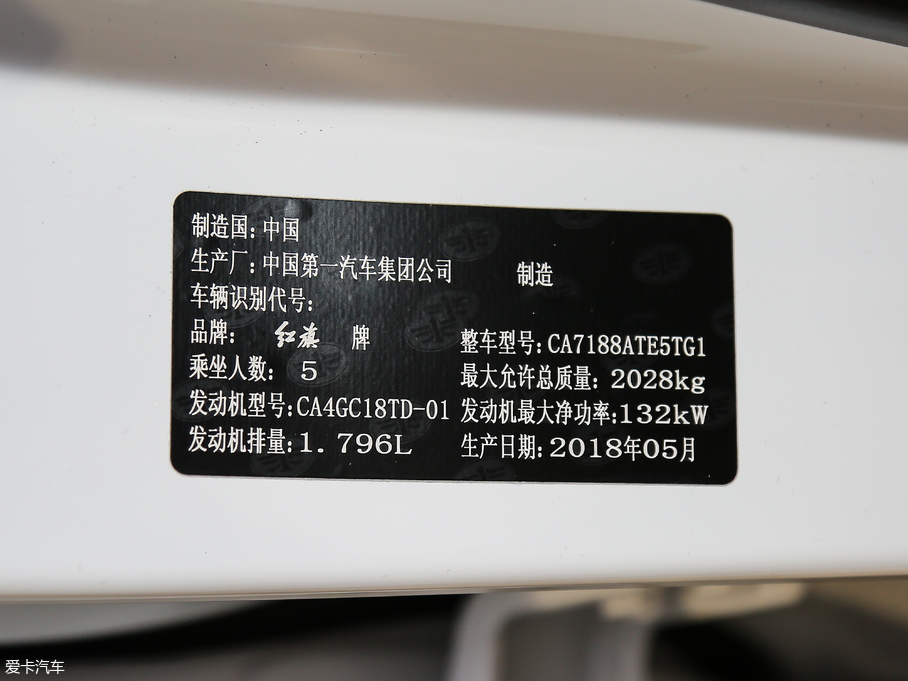 制造国:中国
生产厂:中国第一汽车集团公司 制造
车辆识别代号:
品牌: 红旗 牌 整车型号:CA7188ATE5TG1
乘坐人数: 5 最大允许总质量: 2028kg
发动机型号:CA4GC18TD-01 发动机最大净功率:132kW
发动机排量:1.796L 生产日期:2018年05月
爱卡汽车